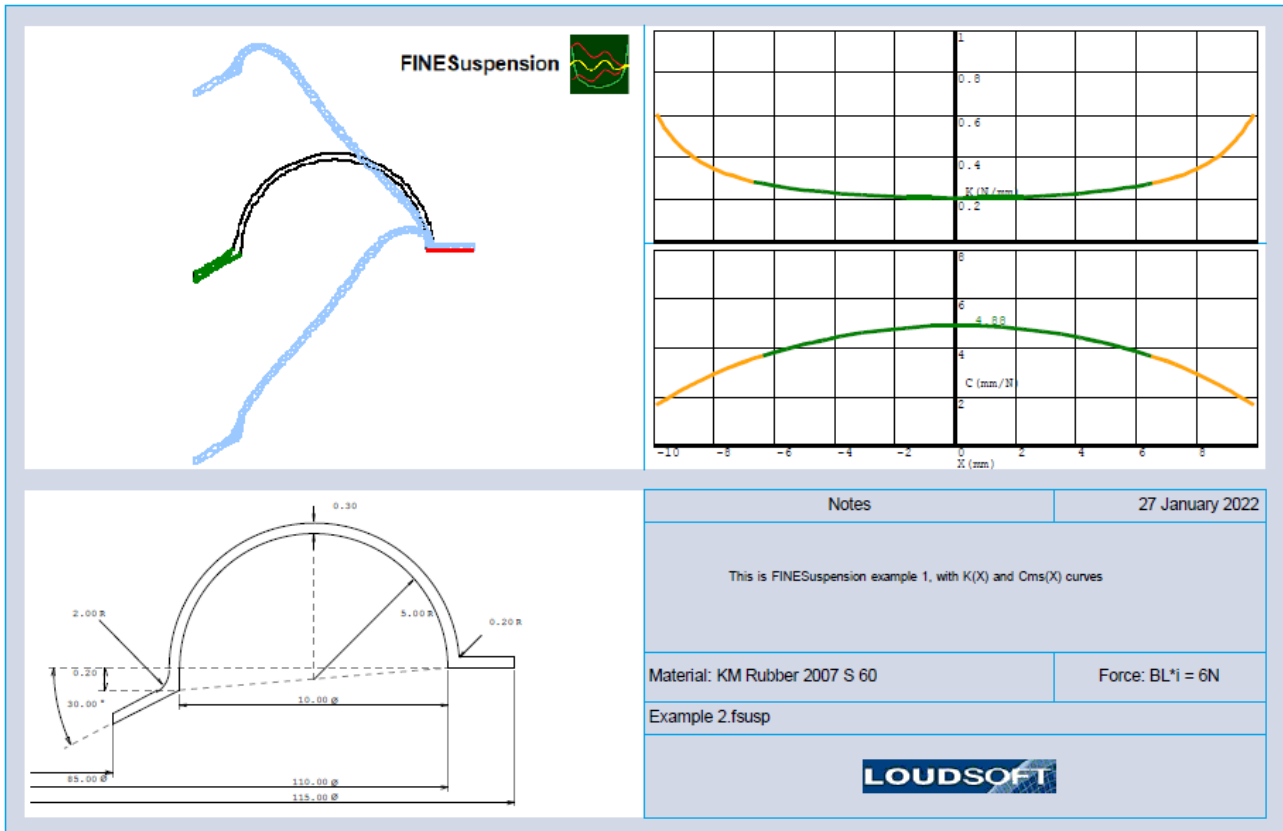 FINESuspension
1
0.8
0.6
0.4
K(N/mm)
0.2
8
6
4.88
4
C(mm/N)
2
-10 -8 -6 -4 -2 0 2 4 6 8
X(mm)
0.30
2.00R
5.00R
0.20R
0.20
30.00°
10.00 Ø
85.00 Ø
110.00 Ø
115.00 Ø
Notes 27 January 2022
This is FINESuspension example 1, with K(X) and Cms(X) curves
Material: KM Rubber 2007 S 60 Force: BL*i = 6N
Example 2.fsusp
LOUDSOFT